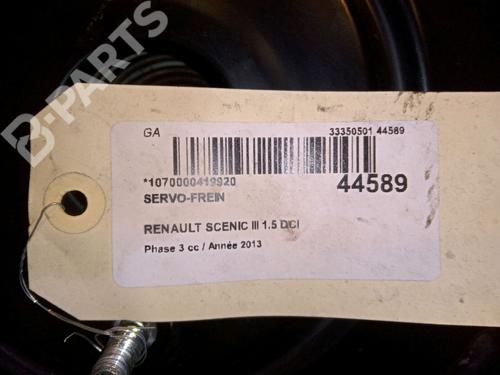 B-PARTS
GA
33350501 44589
*1070000419920
44589
SERVO-FREIN
RENAULT SCENIC III 1.5 DCI
Phase 3 cc / Année 2013